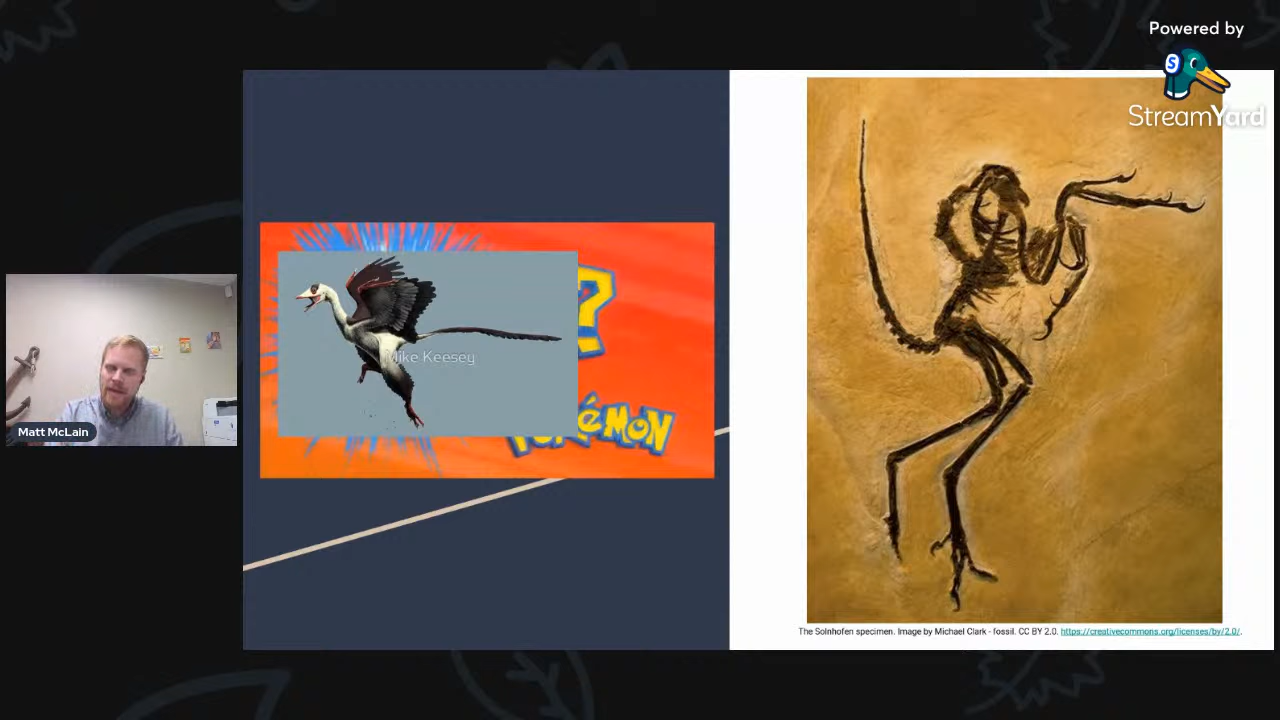 Powered by
S
StreamYard
Mike Keesey
?
Pokémon
Matt McLain
The Solnhofen specimen. Image by Michael Clark - fossil. CC BY 2.0. https://creativecommons.org/licenses/by/2.0/.